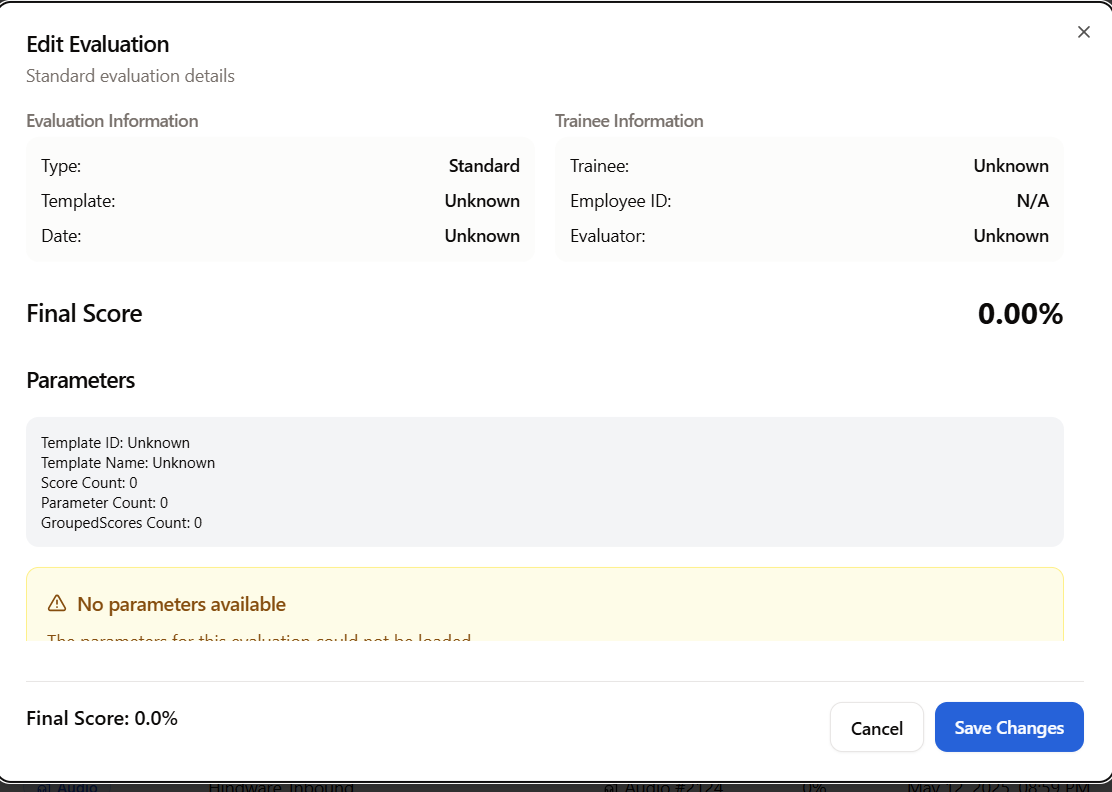 Edit Evaluation
Standard evaluation details
Evaluation Information
Type: Standard
Template: Unknown
Date: Unknown
Trainee Information
Trainee: Unknown
Employee ID: N/A
Evaluator: Unknown
Final Score 0.00%
Parameters
Template ID: Unknown
Template Name: Unknown
Score Count: 0
Parameter Count: 0
GroupedScores Count: 0
No parameters available
The parameters for this evaluation could not be loaded
Final Score: 0.0%
Cancel
Save Changes
Audio Hindware Inbound Audio #2124 0% May 12, 2025, 08:59 PM